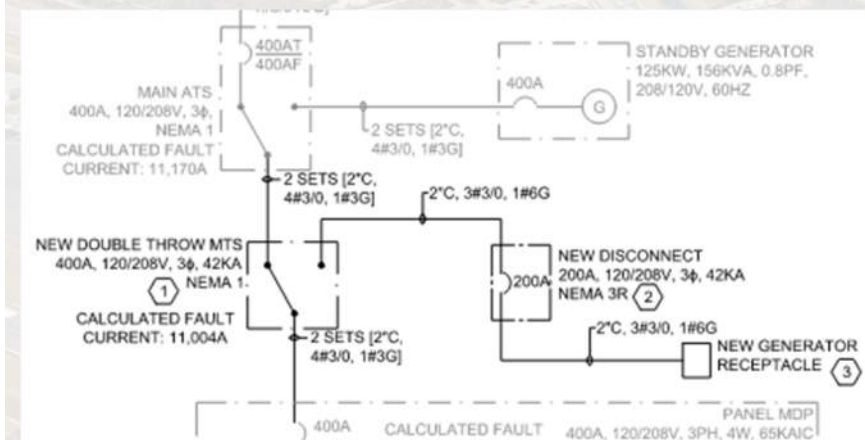 400AT
400AF
MAIN ATS
400A, 120/208V, 3ϕ,
NEMA 1
CALCULATED FAULT
CURRENT: 11,170A
STANDBY GENERATOR
125KW, 156KVA, 0.8PF,
208/120V, 60HZ
400A
G
2 SETS [2"C,
4#3/0, 1#3G]
2 SETS [2"C,
4#3/0, 1#3G]
2"C, 3#3/0, 1#6G
NEW DOUBLE THROW MTS
400A, 120/208V, 3ϕ, 42KA
1 NEMA 1
CALCULATED FAULT
CURRENT: 11,004A
200A
NEW DISCONNECT
200A, 120/208V, 3ϕ, 42KA
NEMA 3R 2
2 SETS [2"C,
4#3/0, 1#3G]
2"C, 3#3/0, 1#6G
NEW GENERATOR
RECEPTACLE 3
400A
CALCULATED FAULT
PANEL MDP
400A, 120/208V, 3PH, 4W, 65KAIC